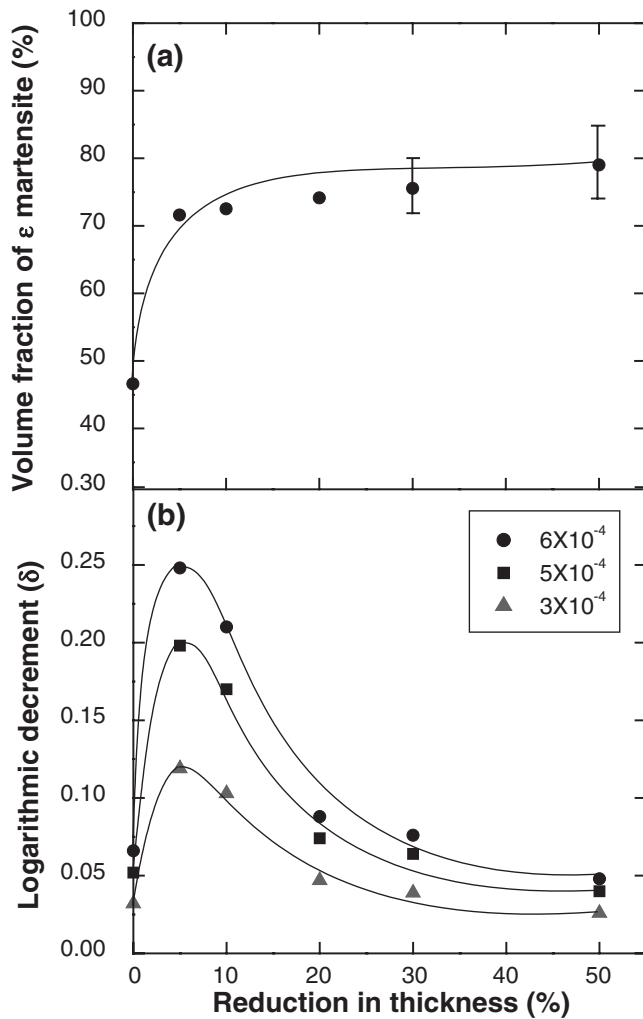 100
(a)
90
80
70
60
50
40
0.30
Volume fraction of ε martensite (%)
(b)
6X10⁻⁴
5X10⁻⁴
3X10⁻⁴
0.25
0.20
0.15
0.10
0.05
0.00
Logarithmic decrement (δ)
0 10 20 30 40 50
Reduction in thickness (%)